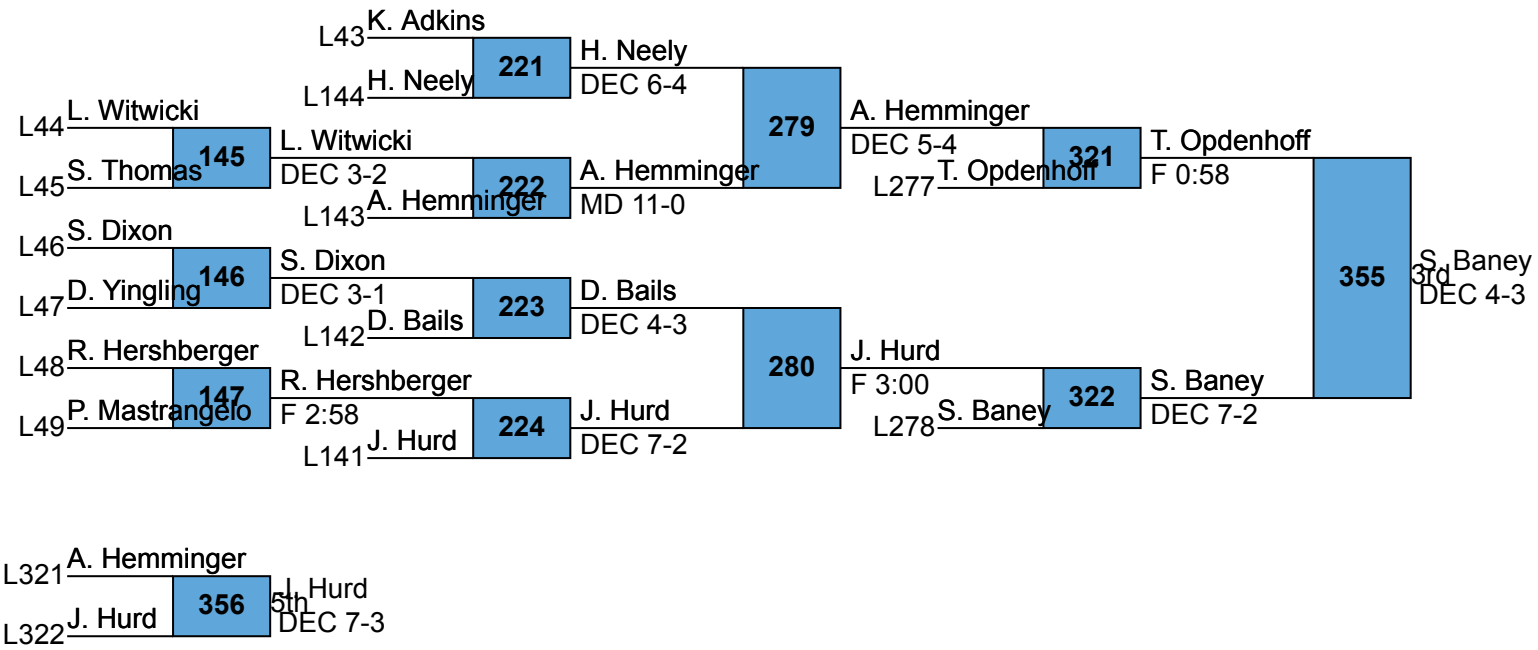 K. Adkins
L43
221
H. Neely
DEC 6-4
H. Neely
L144
L. Witwicki
L44
145
L. Witwicki
DEC 3-2
S. Thomas
L45
222
A. Hemminger
MD 11-0
A. Hemminger
L143
279
A. Hemminger
DEC 5-4
321
T. Opdenhoff
F 0:58
T. Opdenhoff
L277
S. Dixon
L46
146
S. Dixon
DEC 3-1
D. Yingling
L47
223
D. Bails
DEC 4-3
D. Bails
L142
R. Hershberger
L48
147
R. Hershberger
F 2:58
P. Mastrangelo
L49
224
J. Hurd
DEC 7-2
J. Hurd
L141
280
J. Hurd
F 3:00
322
S. Baney
DEC 7-2
S. Baney
L278
355
3rd
S. Baney
DEC 4-3
A. Hemminger
L321
356
5th
J. Hurd
DEC 7-3
J. Hurd
L322